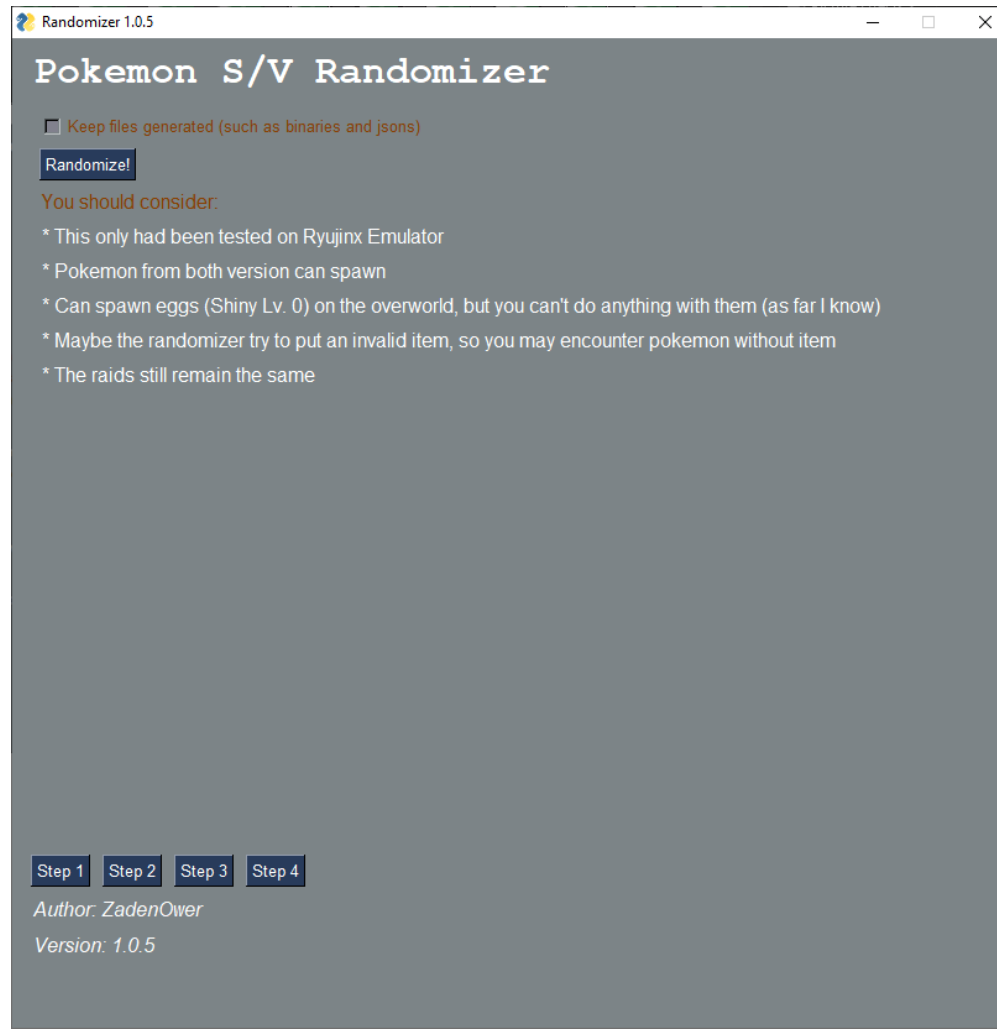 Randomizer 1.0.5
Pokemon S/V Randomizer
Keep files generated (such as binaries and jsons)
Randomize!
You should consider:
* This only had been tested on Ryujinx Emulator
* Pokemon from both version can spawn
* Can spawn eggs (Shiny Lv. 0) on the overworld, but you can't do anything with them (as far I know)
* Maybe the randomizer try to put an invalid item, so you may encounter pokemon without item
* The raids still remain the same
Step 1 Step 2 Step 3 Step 4
Author: ZadenOwer
Version: 1.0.5